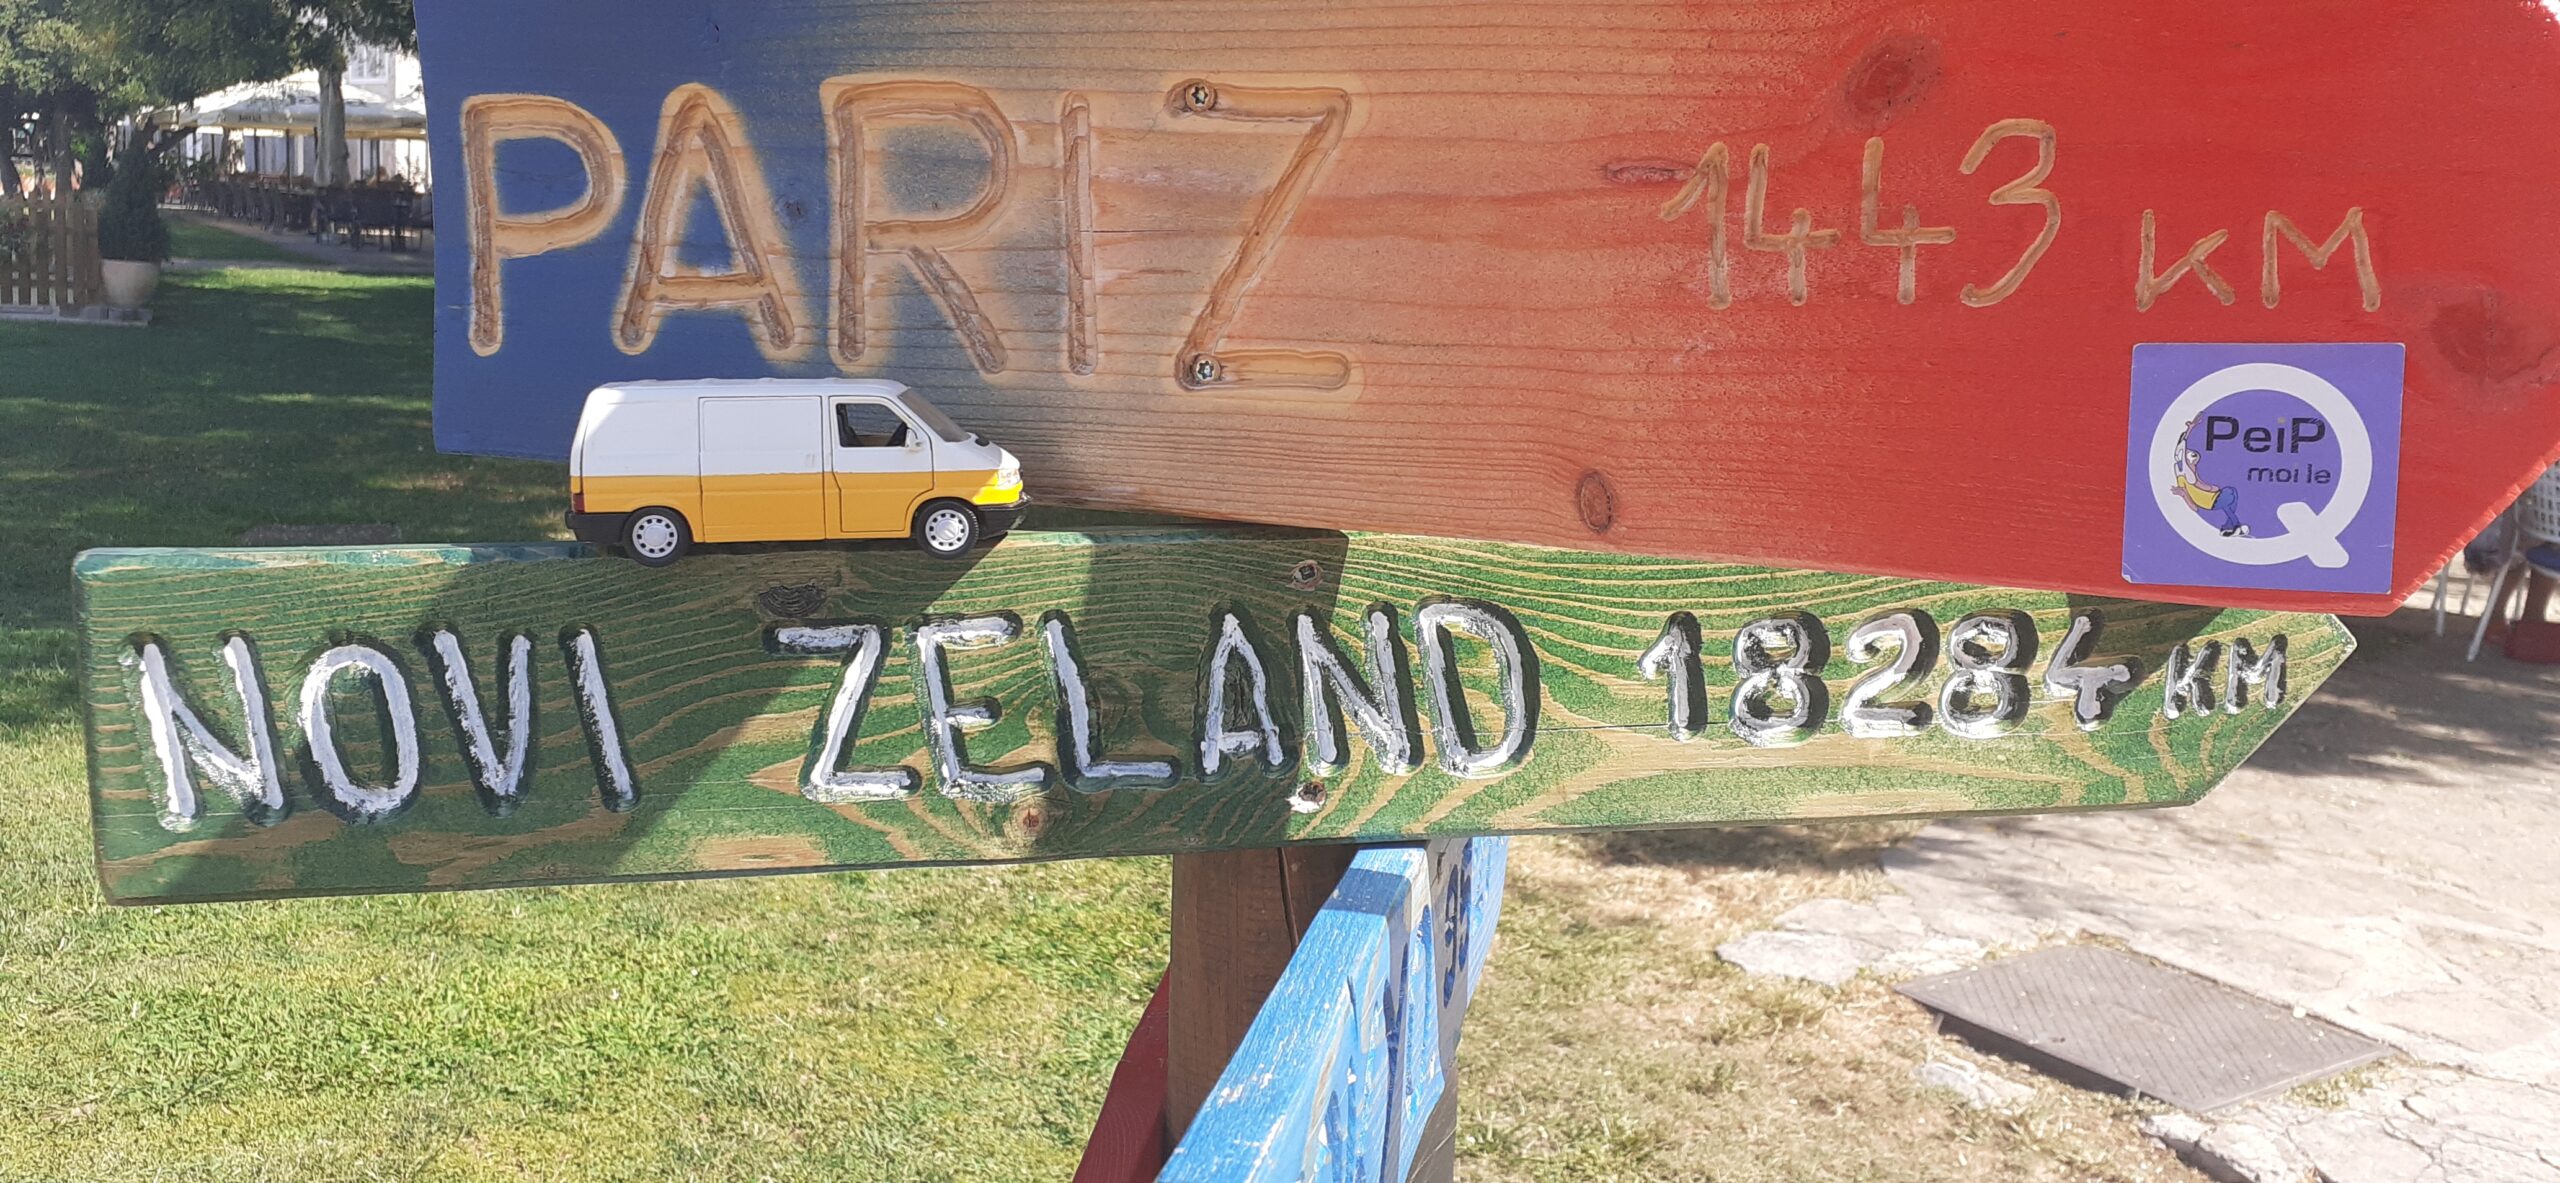 PARIZ 1443 KM
PeiP
moi le
NOVI ZELAND 18284 KM